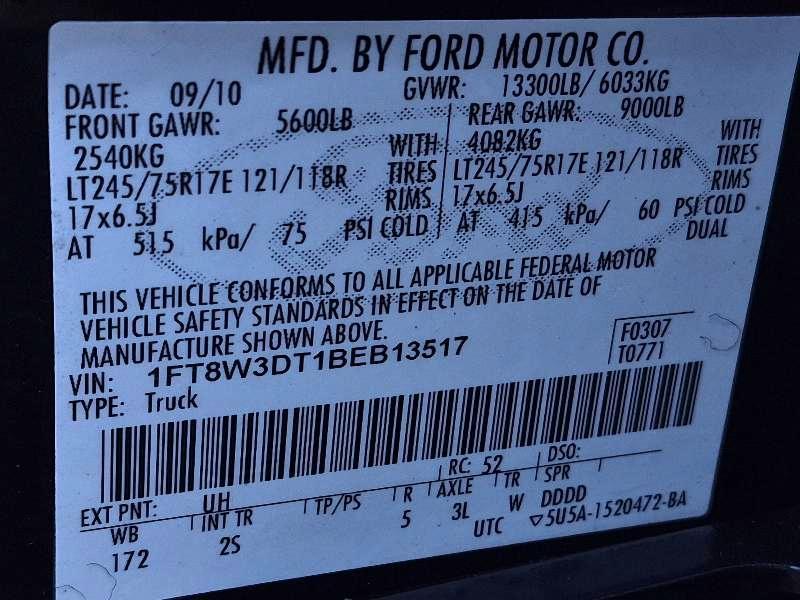 MFD. BY FORD MOTOR CO.
DATE: 09/10 GVWR: 13300LB/ 6033KG
FRONT GAWR: 5600LB REAR GAWR: 9000LB
2540KG WITH 4082KG WITH
LT245/75R17E 121/118R TIRES LT245/75R17E 121/118R TIRES
17x6.5J RIMS 17x6.5J RIMS
AT 515 kPa/ 75 PSI COLD AT 415 kPa/ 60 PSI COLD
DUAL
THIS VEHICLE CONFORMS TO ALL APPLICABLE FEDERAL MOTOR
VEHICLE SAFETY STANDARDS IN EFFECT ON THE DATE OF
MANUFACTURE SHOWN ABOVE.
F0307
VIN: 1FT8W3DT1BEB13517 T0771
TYPE: Truck
EXT PNT: UH RC: 52 DSO:
WB INT TR TP/PS R AXLE TR SPR
172 2S 5 3L W DDDD
UTC ▽5U5A-1520472-BA